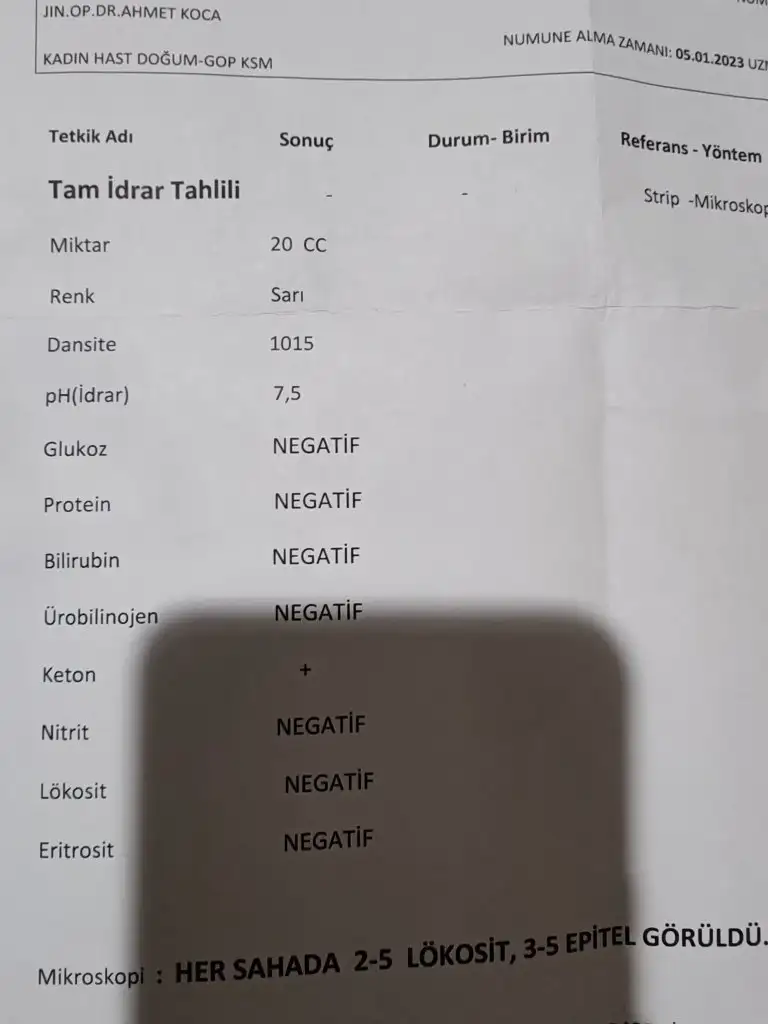 JIN.OP.DR.AHMET KOCA
KADIN HAST DOĞUM-GOP KSM
NUMUNE ALMA ZAMANI: 05.01.2023
Tetkik Adı Sonuç Durum- Birim Referans - Yöntem
Tam İdrar Tahlili - - Strip -Mikroskop
Miktar 20 CC
Renk Sarı
Dansite 1015
pH(İdrar) 7,5
Glukoz NEGATİF
Protein NEGATİF
Bilirubin NEGATİF
Ürobilinojen NEGATİF
Keton +
Nitrit NEGATİF
Lökosit NEGATİF
Eritrosit NEGATİF
Mikroskopi : HER SAHADA 2-5 LÖKOSİT, 3-5 EPİTEL GÖRÜLDÜ.